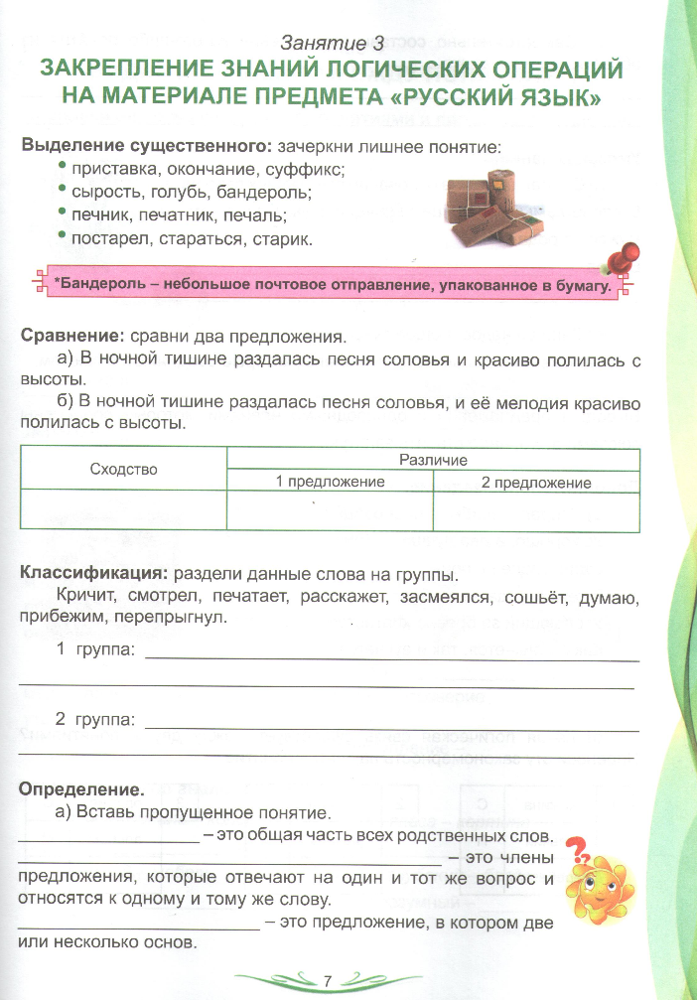 Занятие 3
ЗАКРЕПЛЕНИЕ ЗНАНИЙ ЛОГИЧЕСКИХ ОПЕРАЦИЙ
НА МАТЕРИАЛЕ ПРЕДМЕТА «РУССКИЙ ЯЗЫК»
Выделение существенного: зачеркни лишнее понятие:
• приставка, окончание, суффикс;
• сырость, голубь, бандероль;
• печник, печатник, печаль;
• постарел, стараться, старик.
*Бандероль – небольшое почтовое отправление, упакованное в бумагу.
Сравнение: сравни два предложения.
а) В ночной тишине раздалась песня соловья и красиво полилась с
высоты.
б) В ночной тишине раздалась песня соловья, и её мелодия красиво
полилась с высоты.
Сходство
Различие
1 предложение
2 предложение
Классификация: раздели данные слова на группы.
Кричит, смотрел, печатает, расскажет, засмеялся, сошьёт, думаю,
прибежим, перепрыгнул.
1 группа:
2 группа:
Определение.
а) Вставь пропущенное понятие.
– это общая часть всех родственных слов.
– это члены
предложения, которые отвечают на один и тот же вопрос и
относятся к одному и тому же слову.
– это предложение, в котором две
или несколько основ.
7